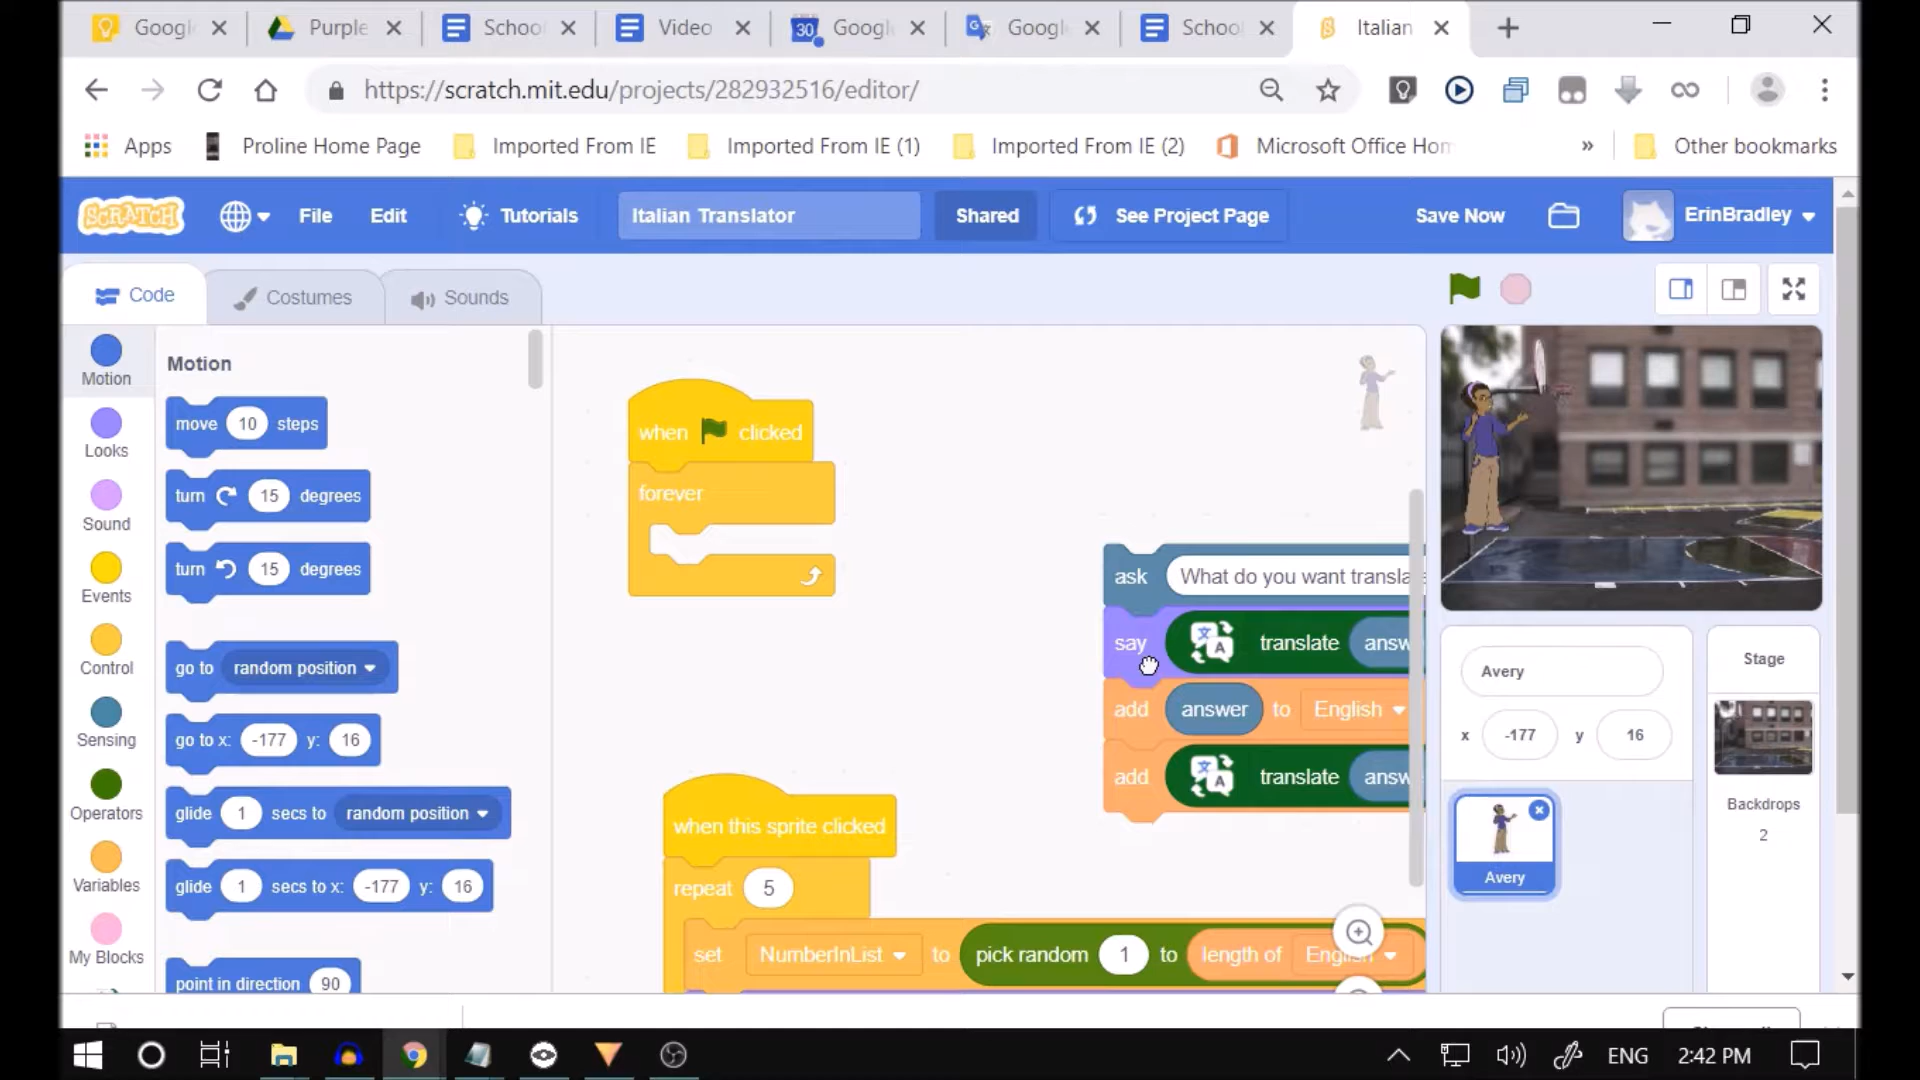 Googl
Purple
Schoo
Video
30
Google
Google
Schoo
Italian
https://scratch.mit.edu/projects/282932516/editor/
Apps
Proline Home Page
Imported From IE
Imported From IE (1)
Imported From IE (2)
Microsoft Office Hom
»
Other bookmarks
SCRATCH
File
Edit
Tutorials
Italian Translator
Shared
See Project Page
Save Now
ErinBradley
Code
Costumes
Sounds
Motion
Looks
Sound
Events
Control
Sensing
Operators
Variables
My Blocks
Motion
move 10 steps
turn 15 degrees
turn 15 degrees
go to random position
go to x: -177 y: 16
glide 1 secs to random position
glide 1 secs to x: -177 y: 16
point in direction 90
when clicked
forever
ask What do you want transla
say translate answ
add answer to English
add translate answ
when this sprite clicked
repeat 5
set NumberInList to pick random 1 to length of English
Avery
x -177 y 16
Avery
Stage
Backdrops
2
ENG
2:42 PM